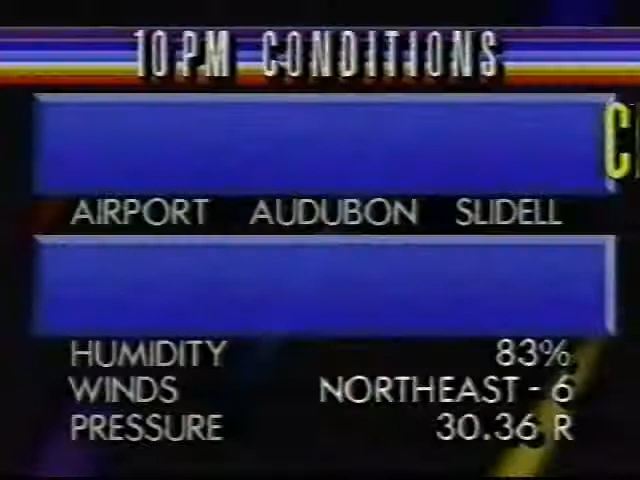 10PM CONDITIONS
AIRPORT AUDUBON SLIDELL
HUMIDITY 83%
WINDS NORTHEAST - 6
PRESSURE 30.36 R